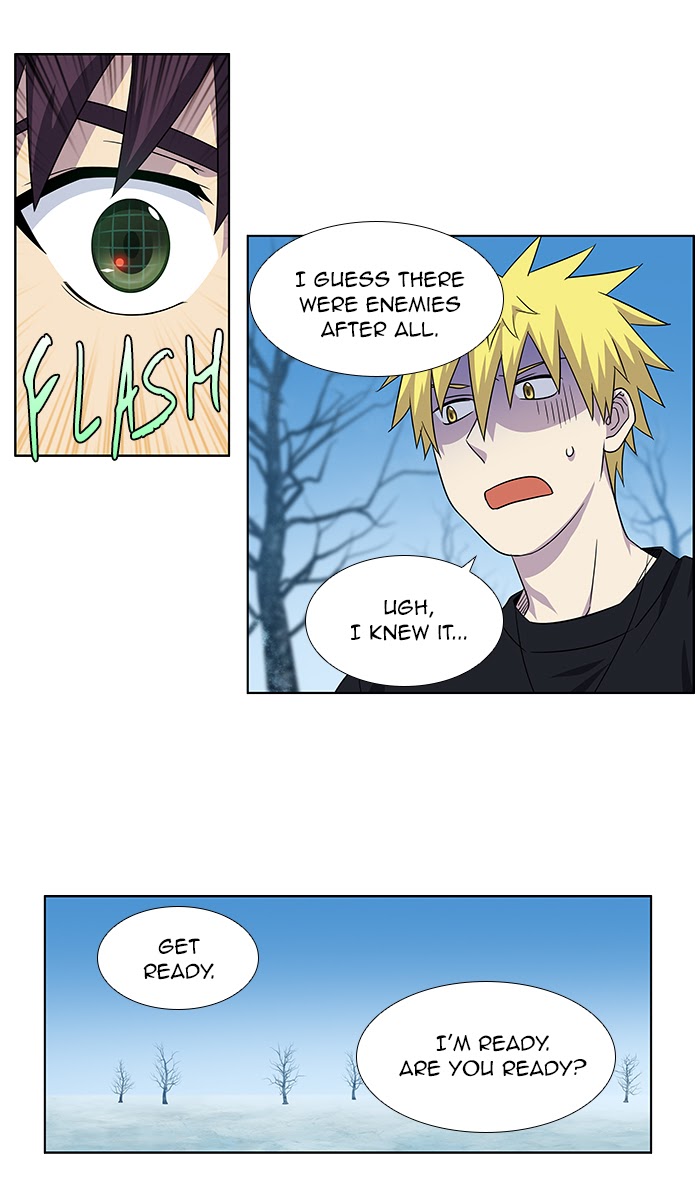 FLASH
I GUESS THERE
WERE ENEMIES
AFTER ALL.
UGH,
I KNEW IT...
GET
READY.
I'M READY.
ARE YOU READY?